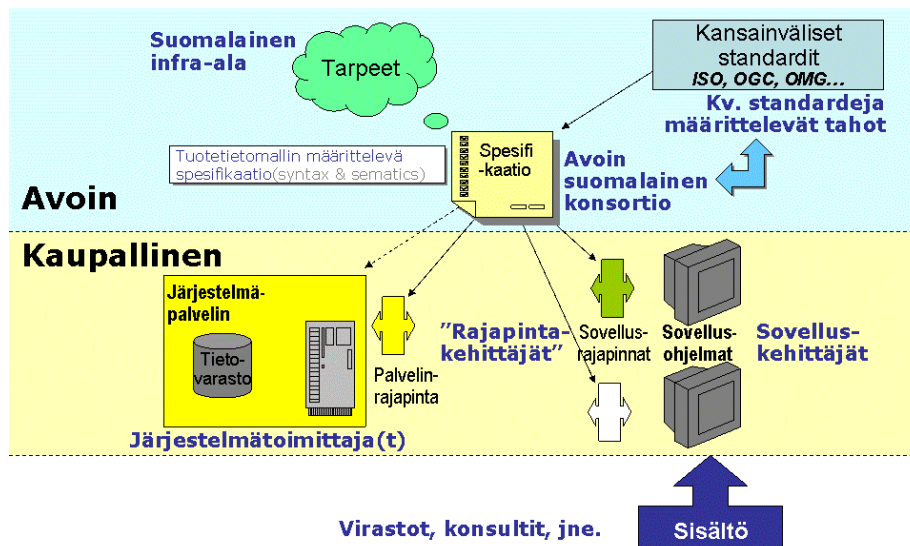 Suomalainen
infra-ala
Tarpeet
Kansainväliset
standardit
ISO, OGC, OMG...
Kv. standardeja
määrittelevät tahot
Tuotetietomallin määrittelevä
spesifikaatio(syntax & sematics)
Spesifi
-kaatio
Avoin
suomalainen
konsortio
Avoin
Kaupallinen
Järjestelmä-
palvelin
Tieto-
varasto
Palvelin-
rajapinta
Järjestelmätoimittaja(t)
"Rajapinta-
kehittäjät"
Sovellus-
rajapinnat
Sovellus-
ohjelmat
Sovellus-
kehittäjät
Virastot, konsultit, jne.
Sisältö